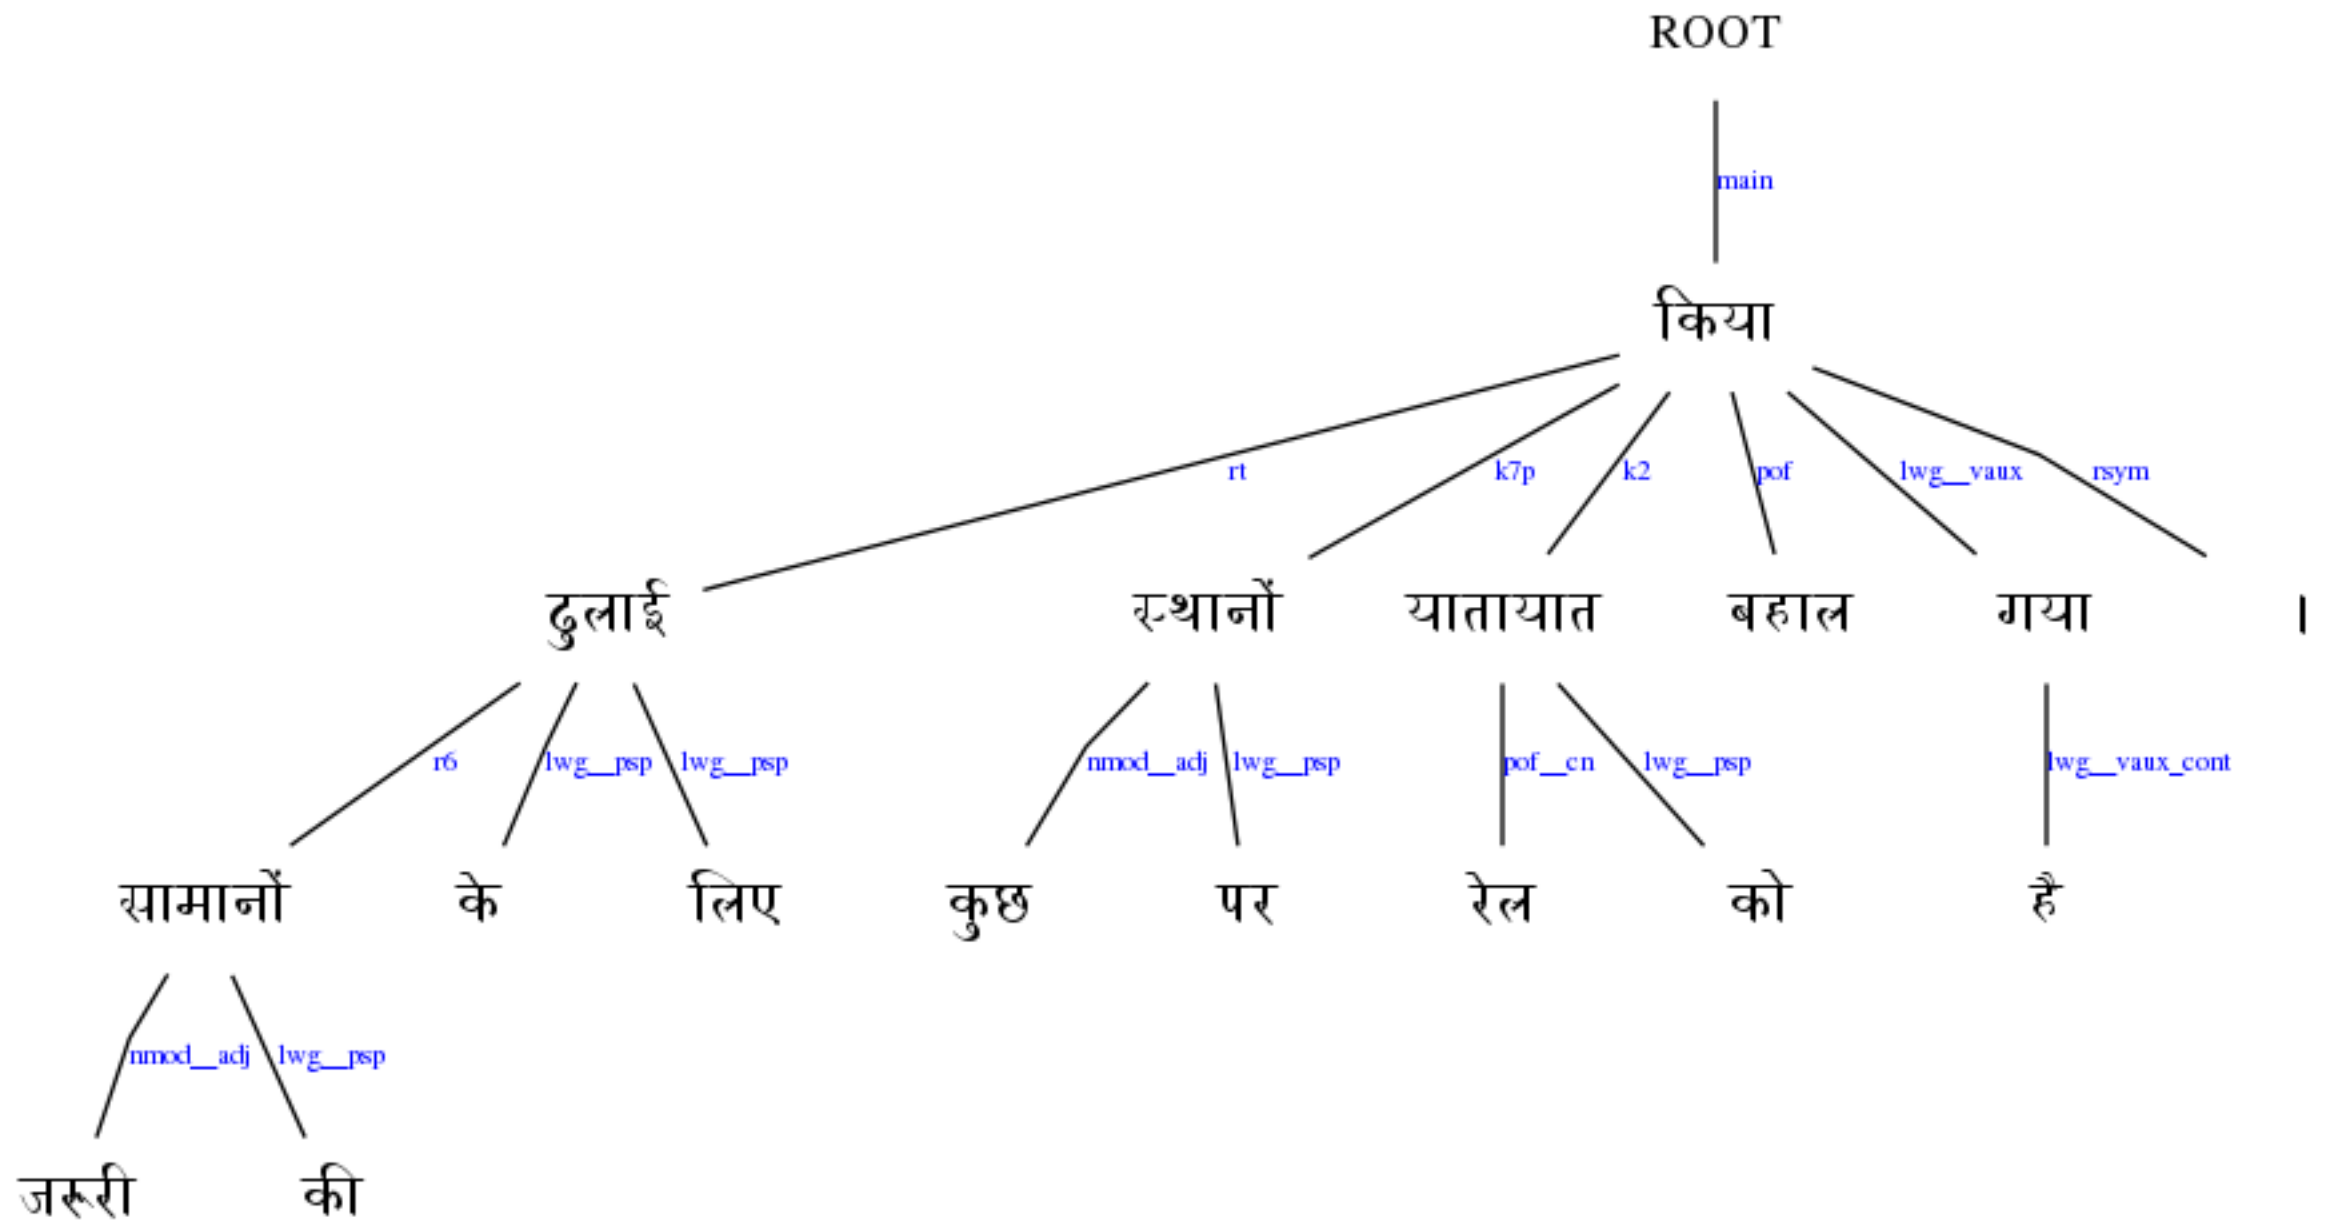 ROOT
main
किया
rt k7p k2 pof lwg__vaux rsym
ढुलाई स्थानों यातायात बहाल गया ।
r6 lwg__psp lwg__psp nmod__adj lwg__psp pof__cn lwg__psp lwg__vaux_cont
सामानों के लिए कुछ पर रेल को है
nmod__adj lwg__psp
जरूरी की